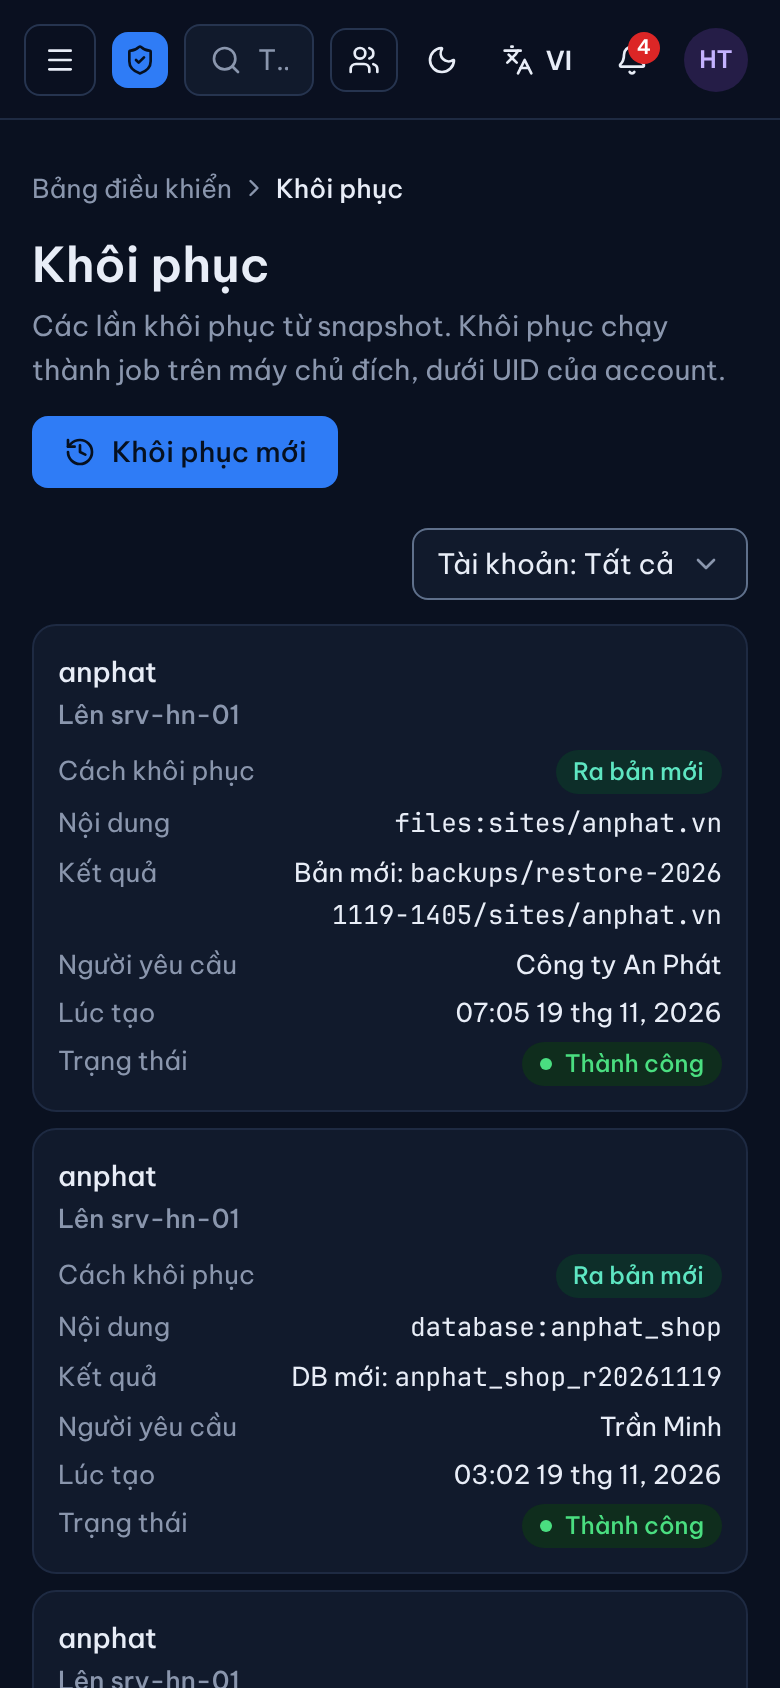 T..
VI
4
HT
Bảng điều khiển > Khôi phục
Khôi phục
Các lần khôi phục từ snapshot. Khôi phục chạy
thành job trên máy chủ đích, dưới UID của account.
Khôi phục mới
Tài khoản: Tất cả
anphat
Lên srv-hn-01
Cách khôi phục Ra bản mới
Nội dung files:sites/anphat.vn
Kết quả Bản mới: backups/restore-2026
1119-1405/sites/anphat.vn
Người yêu cầu Công ty An Phát
Lúc tạo 07:05 19 thg 11, 2026
Trạng thái Thành công
anphat
Lên srv-hn-01
Cách khôi phục Ra bản mới
Nội dung database:anphat_shop
Kết quả DB mới: anphat_shop_r20261119
Người yêu cầu Trần Minh
Lúc tạo 03:02 19 thg 11, 2026
Trạng thái Thành công
anphat
Lên srv-hn-01